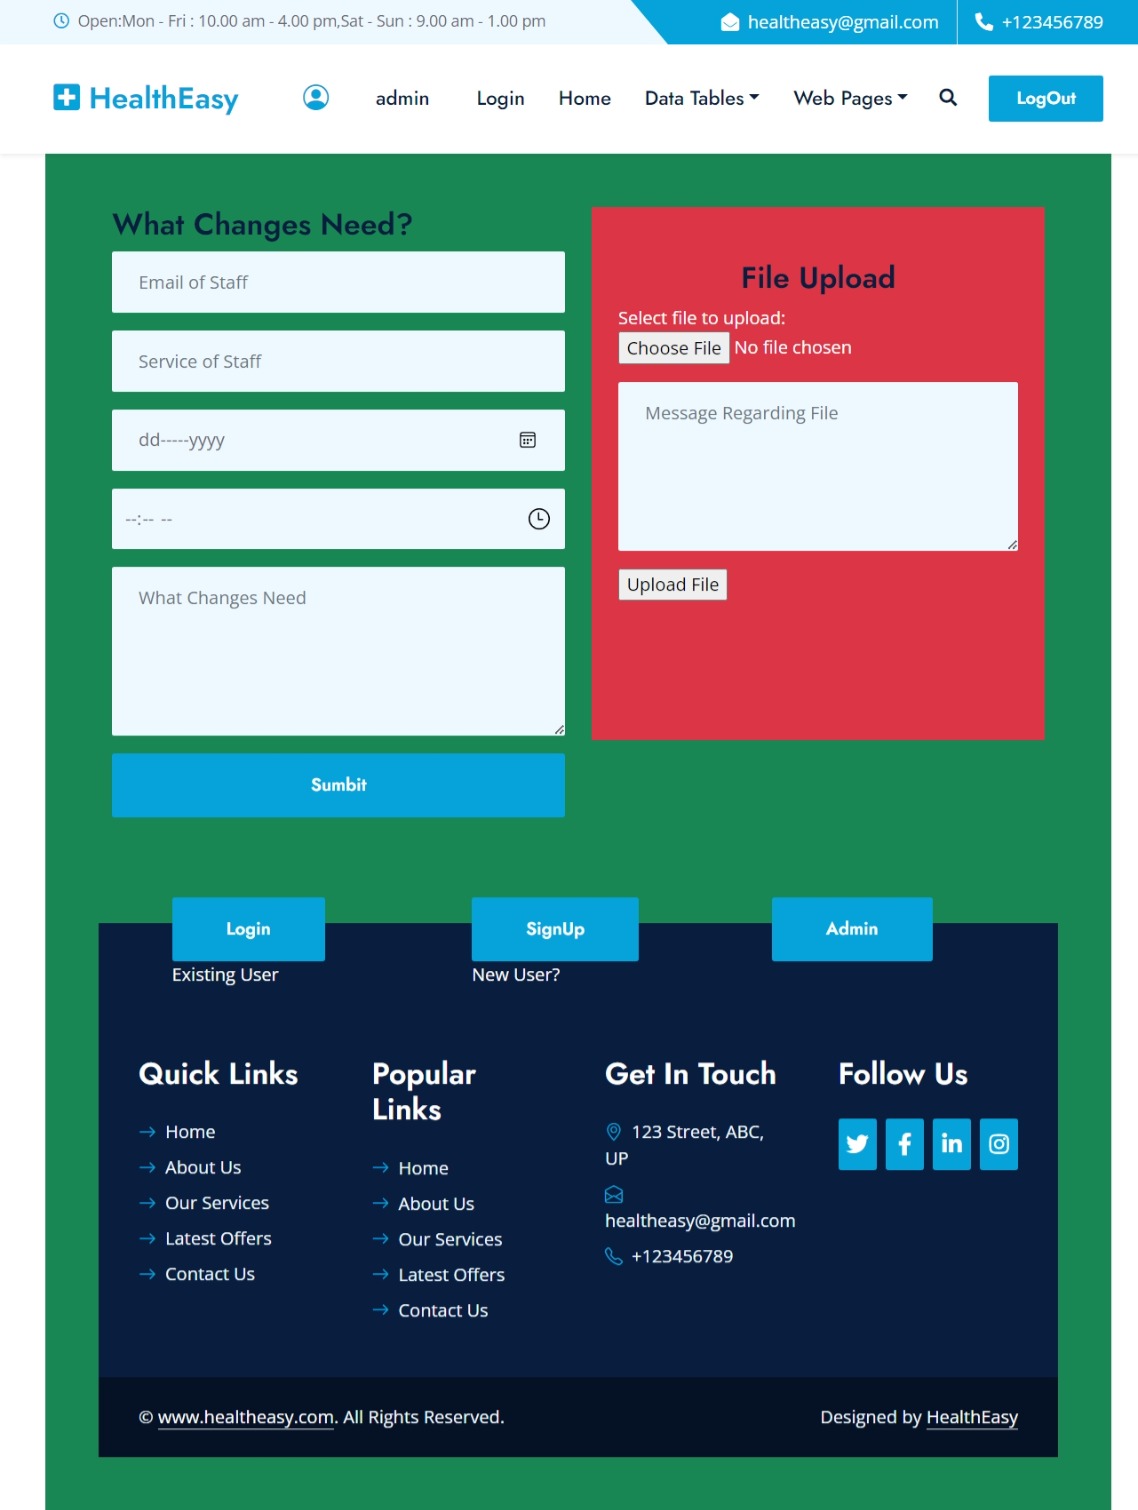 Open:Mon - Fri : 10.00 am - 4.00 pm,Sat - Sun : 9.00 am - 1.00 pm
healtheasy@gmail.com
+123456789
HealthEasy
admin
Login
Home
Data Tables
Web Pages
LogOut
What Changes Need?
Email of Staff
Service of Staff
dd-----yyyy
--:-- --
What Changes Need
Sumbit
File Upload
Select file to upload:
Choose File No file chosen
Message Regarding File
Upload File
Login
Existing User
SignUp
New User?
Admin
Quick Links
Home
About Us
Our Services
Latest Offers
Contact Us
Popular
Links
Home
About Us
Our Services
Latest Offers
Contact Us
Get In Touch
123 Street, ABC,
UP
healtheasy@gmail.com
+123456789
Follow Us
© www.healtheasy.com. All Rights Reserved.
Designed by HealthEasy